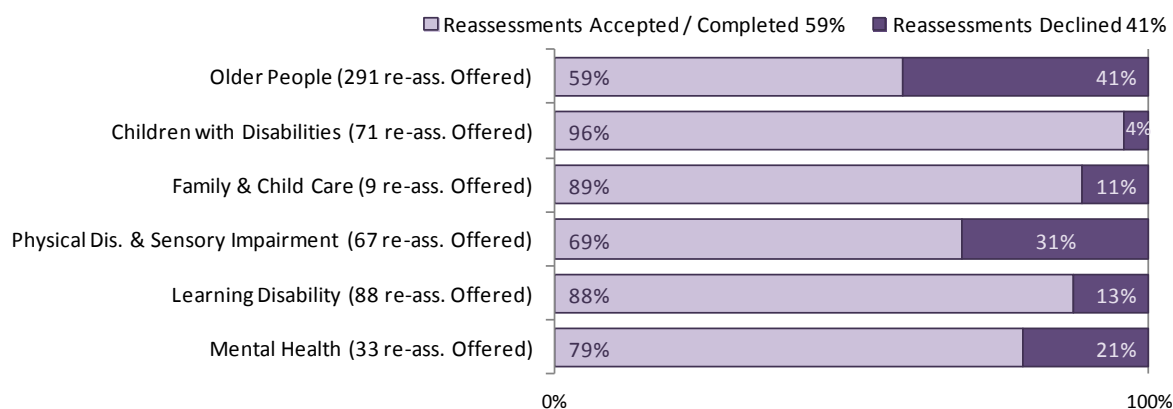 Reassessments Accepted / Completed 59% Reassessments Declined 41%
Older People (291 re-ass. Offered) 59% 41%
Children with Disabilities (71 re-ass. Offered) 96% 4%
Family & Child Care (9 re-ass. Offered) 89% 11%
Physical Dis. & Sensory Impairment (67 re-ass. Offered) 69% 31%
Learning Disability (88 re-ass. Offered) 88% 13%
Mental Health (33 re-ass. Offered) 79% 21%
0% 100%